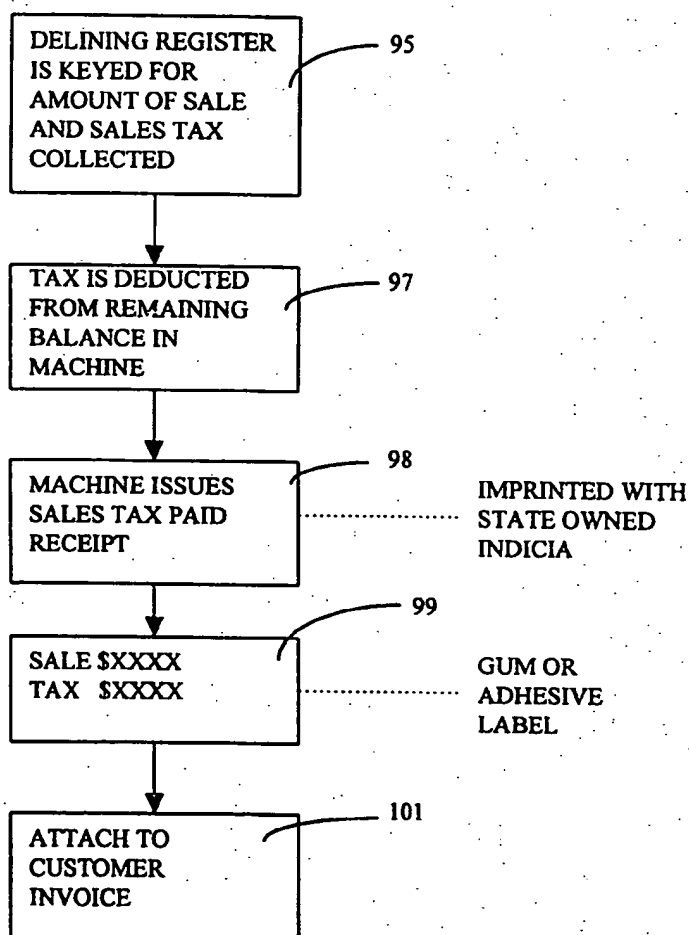 DELINING REGISTER
IS KEYED FOR
AMOUNT OF SALE
AND SALES TAX
COLLECTED
95
TAX IS DEDUCTED
FROM REMAINING
BALANCE IN
MACHINE
97
MACHINE ISSUES
SALES TAX PAID
RECEIPT
98
IMPRINTED WITH
STATE OWNED
INDICIA
SALE $XXXX
TAX $XXXX
99
GUM OR
ADHESIVE
LABEL
ATTACH TO
CUSTOMER
INVOICE
101